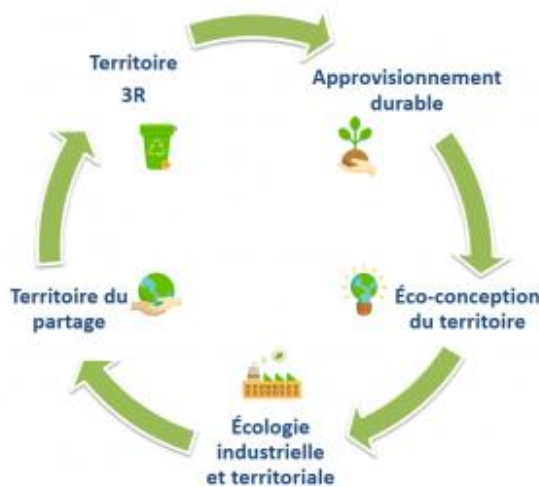 Territoire
3R
Approvisionnement
durable
Éco-conception
du territoire
Écologie
industrielle
et territoriale
Territoire du
partage